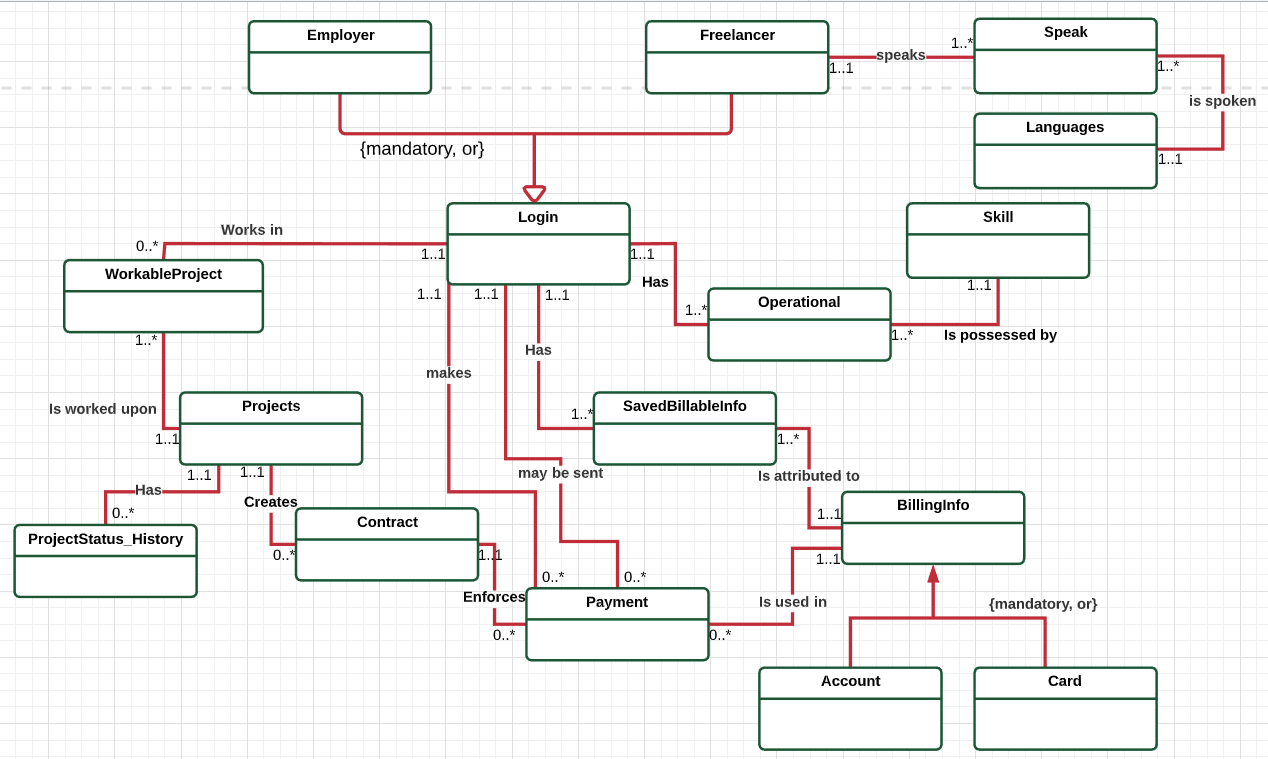 Employer
Freelancer
Speak
1..*
speaks
1..1
1..*
is spoken
Languages
1..1
{mandatory, or}
Login
Skill
Works in
0..*
1..1
1..1
WorkableProject
Has
1..1
1..1
1..1
1..1
Operational
1..*
1..*
Is possessed by
1..*
Has
makes
Is worked upon
Projects
1..*
SavedBillableInfo
1..1
1..*
1..1
1..1
Has
may be sent
Is attributed to
Creates
0..*
BillingInfo
1..1
Contract
ProjectStatus_History
0..*
1..1
1..1
0..*
0..*
Enforces
Payment
Is used in
{mandatory, or}
0..*
0..*
Account
Card